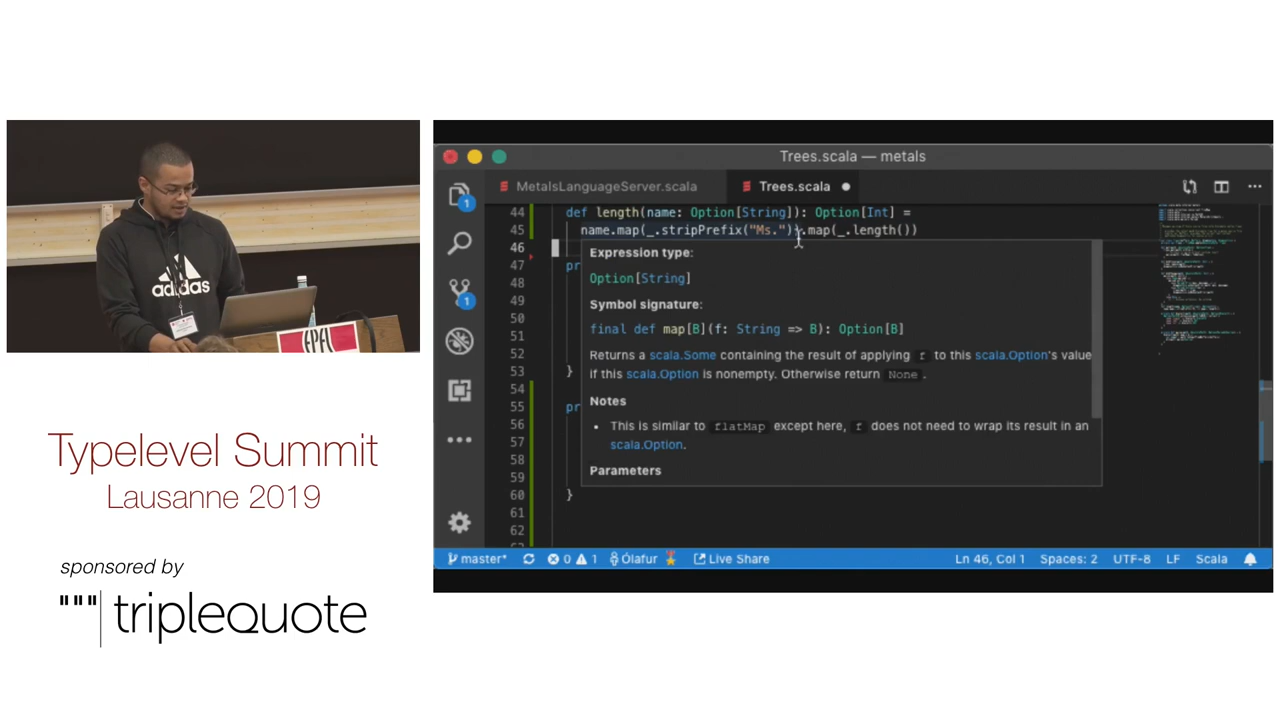 adidas
EPFL
Typelevel Summit
Lausanne 2019
sponsored by
"""|triplequote
Trees.scala — metals
MetalsLanguageServer.scala
Trees.scala
44 def length(name: Option[String]): Option[Int] =
45 name.map(_.stripPrefix("Ms.")).map(_.length())
46
47 pr
48
49
50
51
52
53 }
54
55 pr
56
57
58
59
60 }
61
62
Expression type:
Option[String]
Symbol signature:
final def map[B](f: String => B): Option[B]
Returns a scala.Some containing the result of applying f to this scala.Option's value
if this scala.Option is nonempty. Otherwise return None .
Notes
• This is similar to flatMap except here, f does not need to wrap its result in an
scala.Option.
Parameters
1
1
master* 0 1 Ólafur Live Share Ln 46, Col 1 Spaces: 2 UTF-8 LF Scala